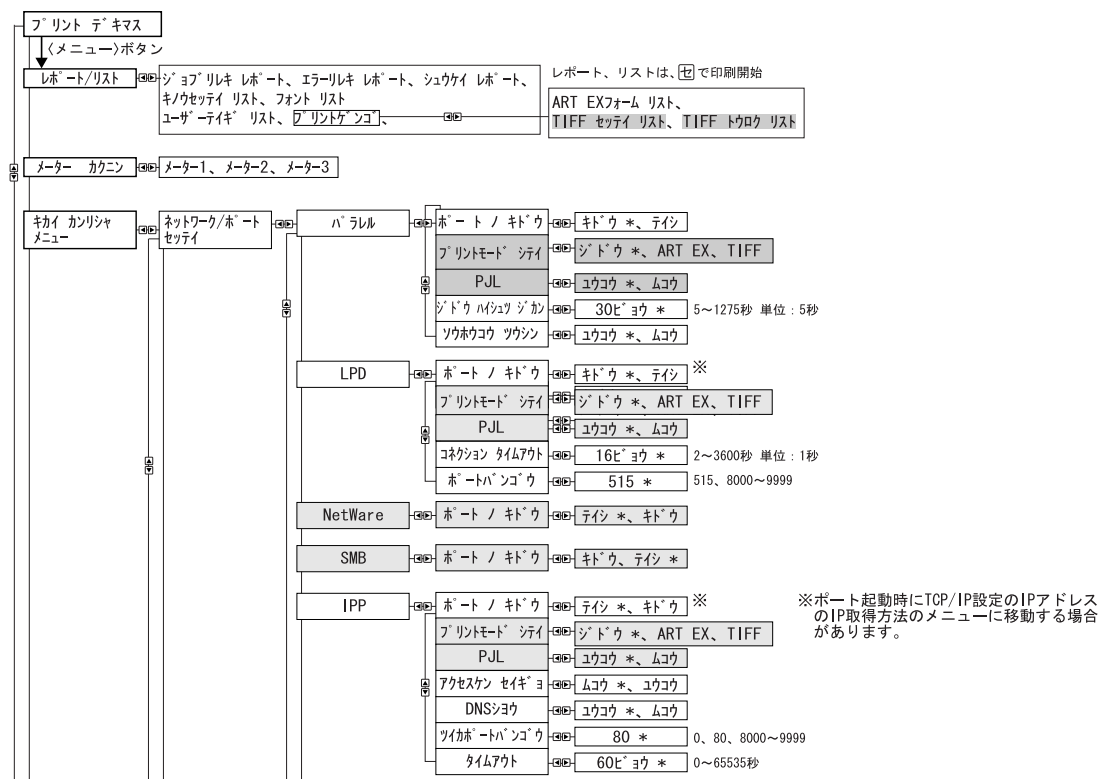 プリント デキマス
〈メニュー〉ボタン
レポート/リスト
ジョブリレキ レポート、エラーリレキ レポート、シュウケイ レポート、
キノウセッテイ リスト、フォント リスト
ユーザーテイギ リスト、プリントゲンゴ、
レポート、リストは、セで印刷開始
ART EXフォーム リスト、
TIFF セッテイ リスト、TIFF トウロク リスト
メーター カクニン
メーター1、メーター2、メーター3
キカイ カンリシャ
メニュー
ネットワーク/ポート
セッテイ
パラレル
ポート ノ キドウ
キドウ *、テイシ
プリントモード シテイ
ジドウ *、ART EX、TIFF
PJL
ユウコウ *、ムコウ
ジドウ ハイシュツ ジカン
30ビョウ *
5~1275秒 単位:5秒
ソウホウコウ ツウシン
ユウコウ *、ムコウ
LPD
ポート ノ キドウ
キドウ *、テイシ
※
プリントモード シテイ
ジドウ *、ART EX、TIFF
PJL
ユウコウ *、ムコウ
コネクション タイムアウト
16ビョウ *
2~3600秒 単位:1秒
ポートバンゴウ
515 *
515、8000~9999
NetWare
ポート ノ キドウ
テイシ *、キドウ
SMB
ポート ノ キドウ
キドウ、テイシ *
IPP
ポート ノ キドウ
テイシ *、キドウ
※
※ポート起動時にTCP/IP設定のIPアドレス
のIP取得方法のメニューに移動する場合
があります。
プリントモード シテイ
ジドウ *、ART EX、TIFF
PJL
ユウコウ *、ムコウ
アクセスケン セイギョ
ムコウ *、ユウコウ
DNSシヨウ
ユウコウ *、ムコウ
ツイカポートバンゴウ
80 *
0、80、8000~9999
タイムアウト
60ビョウ *
0~65535秒